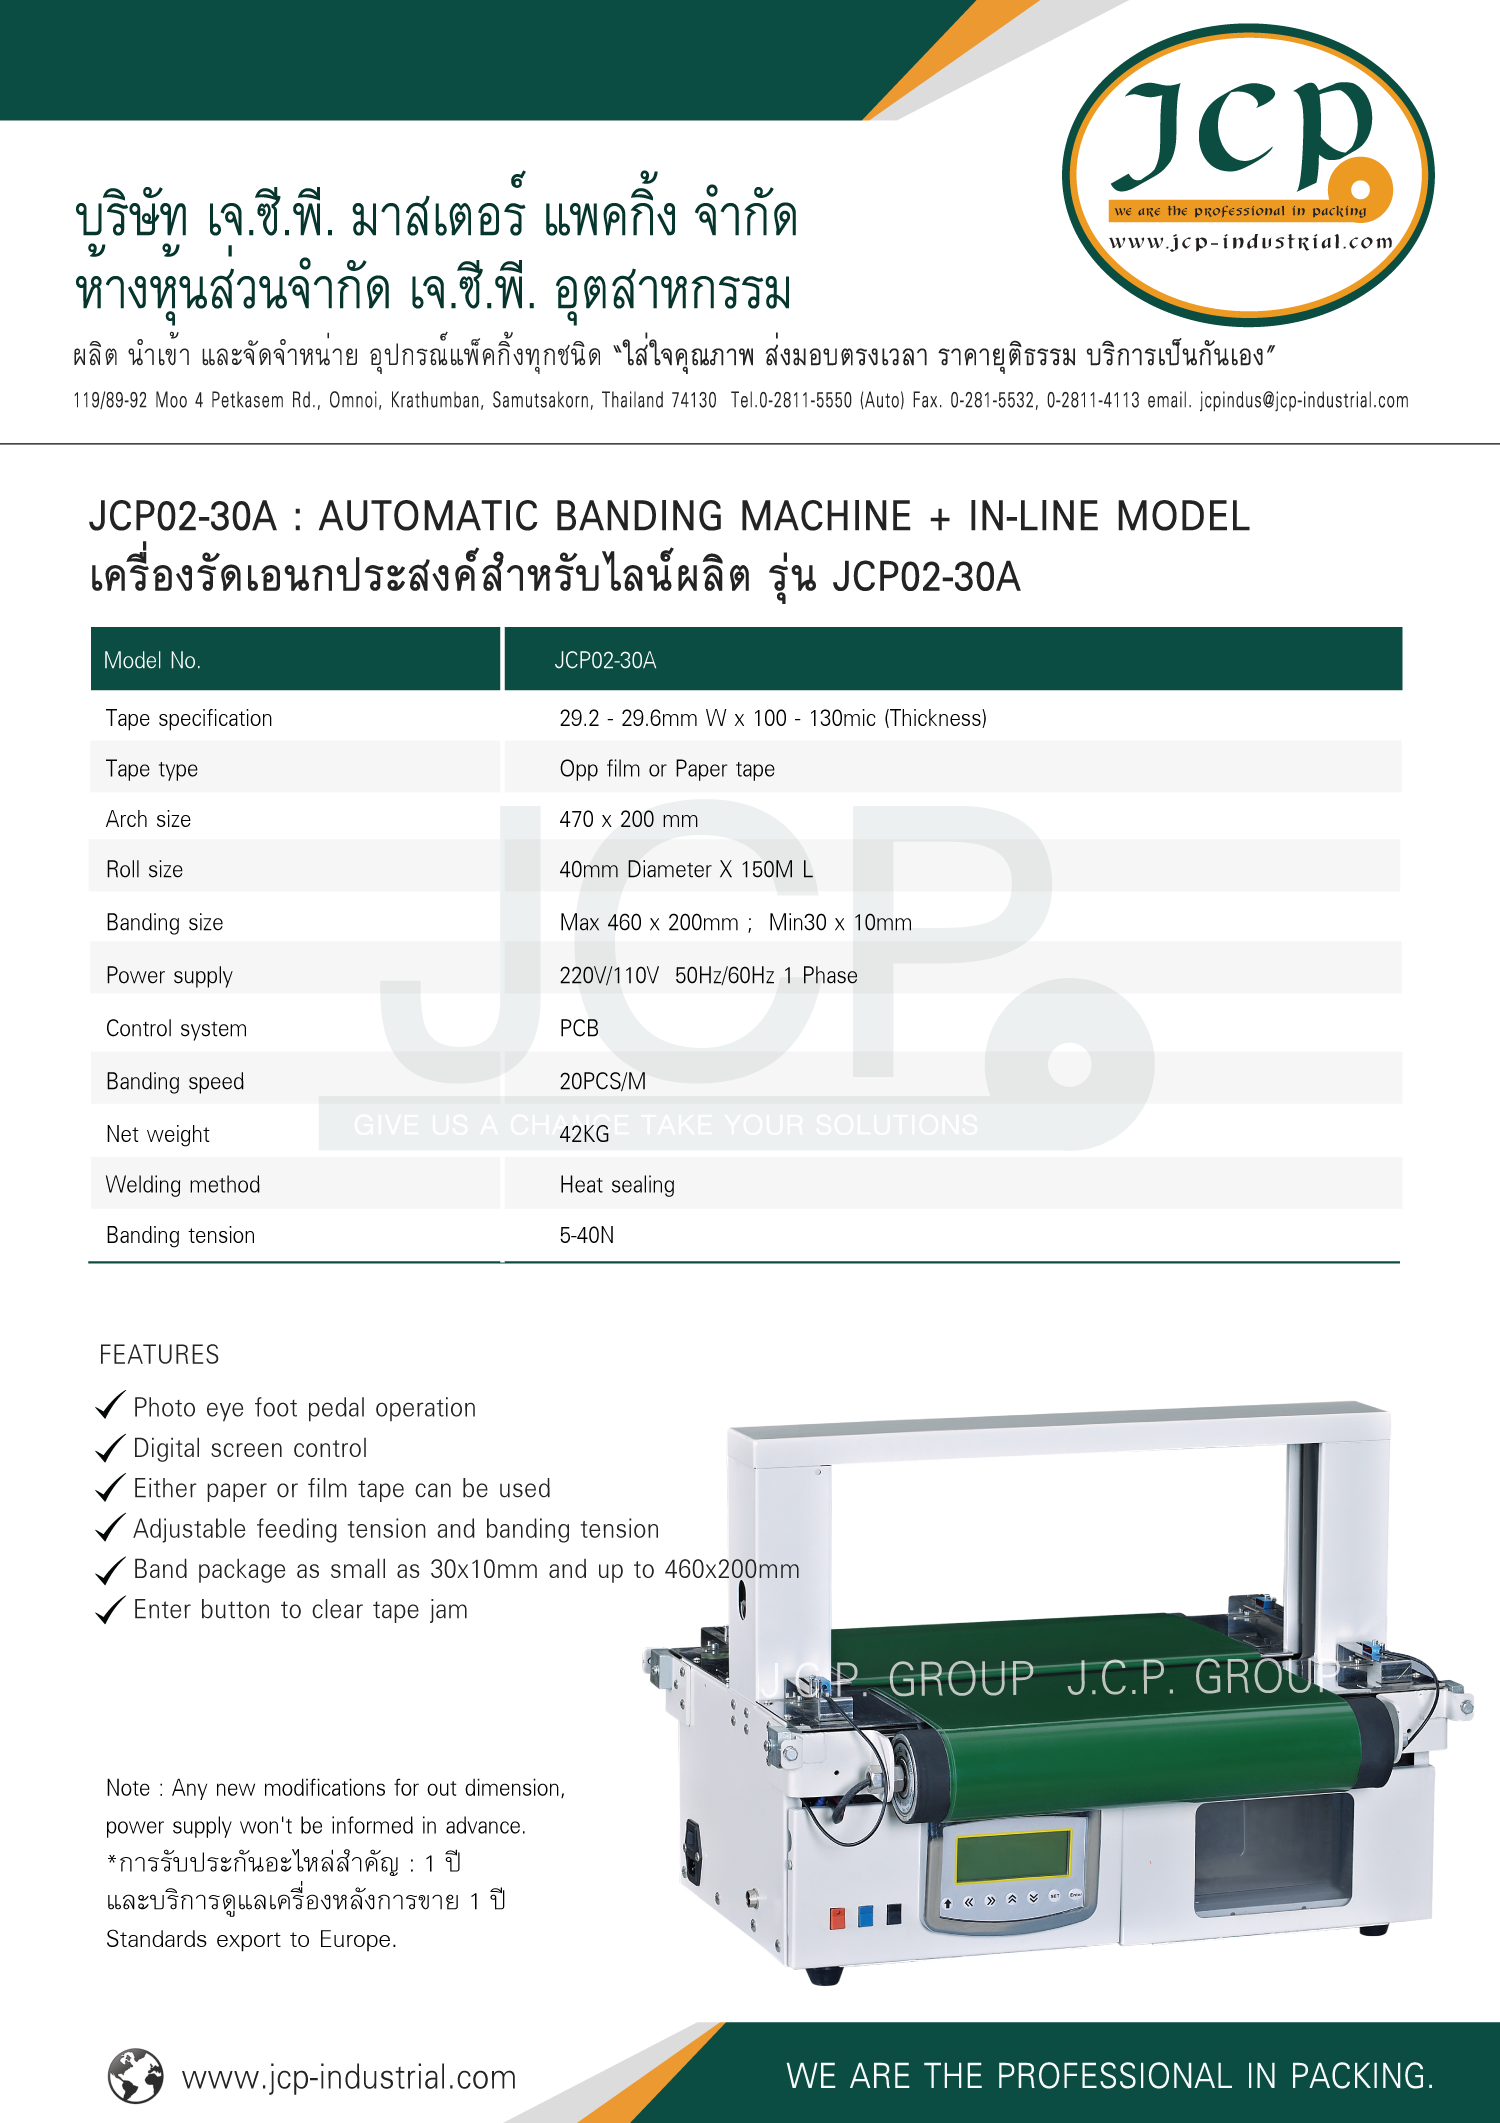 JCP
we are the professional in packing
www.jcp-industrial.com
บริษัท เจ.ซี.พี. มาสเตอร์ แพคกิ้ง จำกัด
ห้างหุ้นส่วนจำกัด เจ.ซี.พี. อุตสาหกรรม
ผลิต นำเข้า และจัดจำหน่าย อุปกรณ์แพ็คกิ้งทุกชนิด "ใส่ใจคุณภาพ ส่งมอบตรงเวลา ราคายุติธรรม บริการเป็นกันเอง"
119/89-92 Moo 4 Petkasem Rd., Omnoi, Krathumban, Samutsakorn, Thailand 74130 Tel.0-2811-5550 (Auto) Fax. 0-281-5532, 0-2811-4113 email. jcpindus@jcp-industrial.com
JCP02-30A : AUTOMATIC BANDING MACHINE + IN-LINE MODEL
เครื่องรัดเอนกประสงค์สำหรับไลน์ผลิต รุ่น JCP02-30A
Model No. JCP02-30A
Tape specification 29.2 - 29.6mm W x 100 - 130mic (Thickness)
Tape type Opp film or Paper tape
Arch size 470 x 200 mm
Roll size 40mm Diameter X 150M L
Banding size Max 460 x 200mm ; Min30 x 10mm
Power supply 220V/110V 50Hz/60Hz 1 Phase
Control system PCB
Banding speed 20PCS/M
JCP
GIVE US A CHANGE TAKE YOUR SOLUTIONS
Net weight 42KG
Welding method Heat sealing
Banding tension 5-40N
FEATURES
Photo eye foot pedal operation
Digital screen control
Either paper or film tape can be used
Adjustable feeding tension and banding tension
Band package as small as 30x10mm and up to 460x200mm
Enter button to clear tape jam
J.C.P. GROUP J.C.P. GROUP
SET Enter
Note : Any new modifications for out dimension,
power supply won't be informed in advance.
*การรับประกันอะไหล่สำคัญ : 1 ปี
และบริการดูแลเครื่องหลังการขาย 1 ปี
Standards export to Europe.
www.jcp-industrial.com
WE ARE THE PROFESSIONAL IN PACKING.